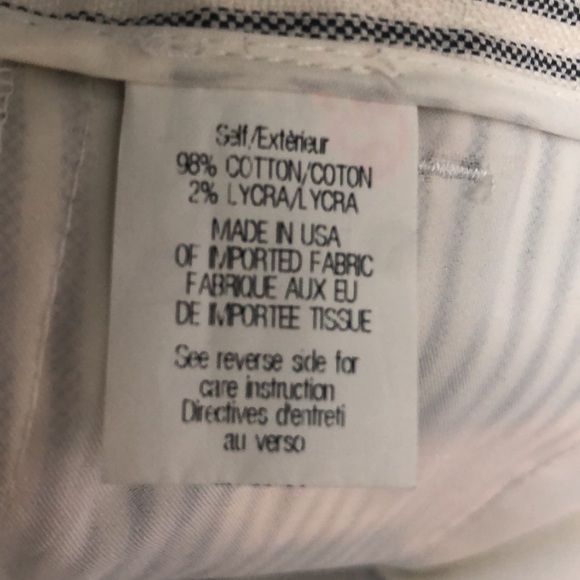 Self/Extèrieur
98% COTTON/COTON
2% LYCRA/LYCRA
MADE IN USA
OF IMPORTED FABRIC
FABRIQUE AUX EU
DE IMPORTEE TISSUE
See reverse side for
care instruction
Directives d'entreti
au verso